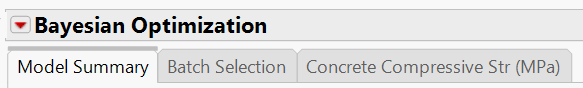 Bayesian Optimization
Model Summary Batch Selection Concrete Compressive Str (MPa)